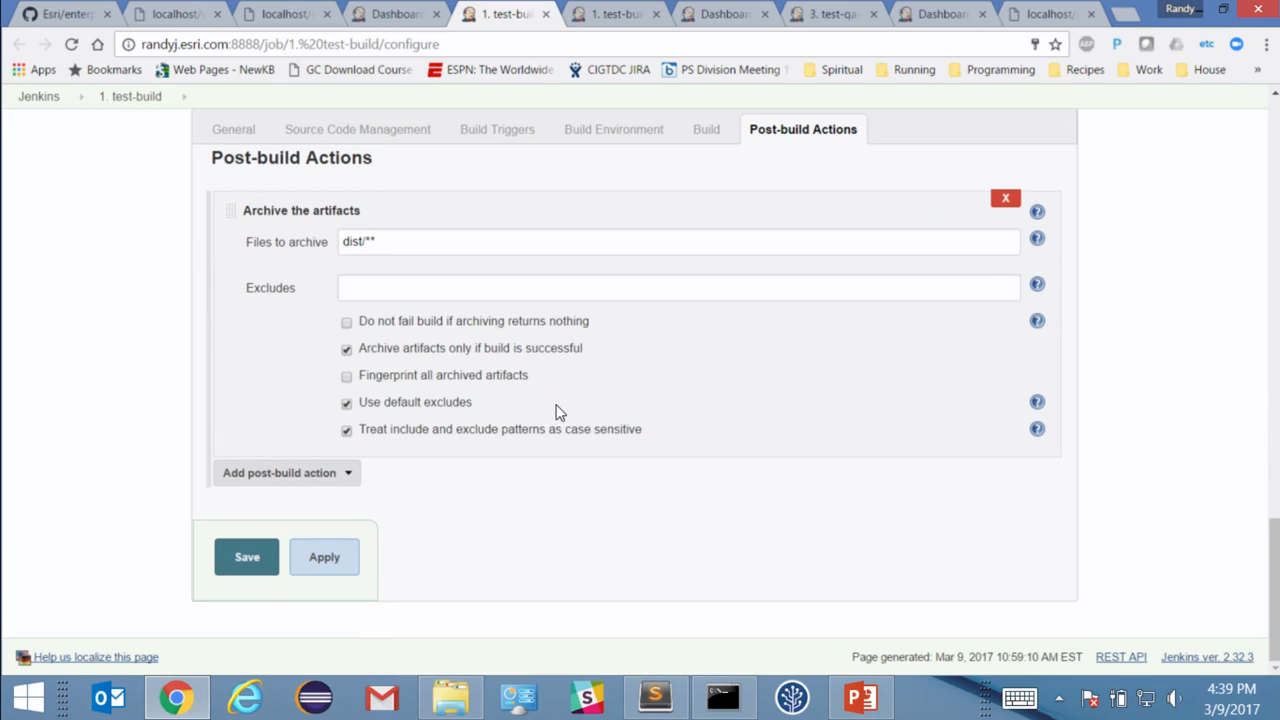 Esri/enter
localhost/
localhost/
Dashboar
1. test-bui
1. test-bui
Dashboar
3. test-qa-
Dashboar
localhost/
Randy
randyj.esri.com:8888/job/1.%20test-build/configure
Apps
Bookmarks
Web Pages - NewKB
GC Download Course
ESPN: The Worldwide
CIGTDC JIRA
PS Division Meeting
Spiritual
Running
Programming
Recipes
Work
House
»
Jenkins
1. test-build
General
Source Code Management
Build Triggers
Build Environment
Build
Post-build Actions
Post-build Actions
Archive the artifacts
X
Files to archive
dist/**
Excludes
Do not fail build if archiving returns nothing
Archive artifacts only if build is successful
Fingerprint all archived artifacts
Use default excludes
Treat include and exclude patterns as case sensitive
Add post-build action
Save
Apply
Help us localize this page
Page generated: Mar 9, 2017 10:59:10 AM EST
REST API
Jenkins ver. 2.32.3
4:39 PM
3/9/2017